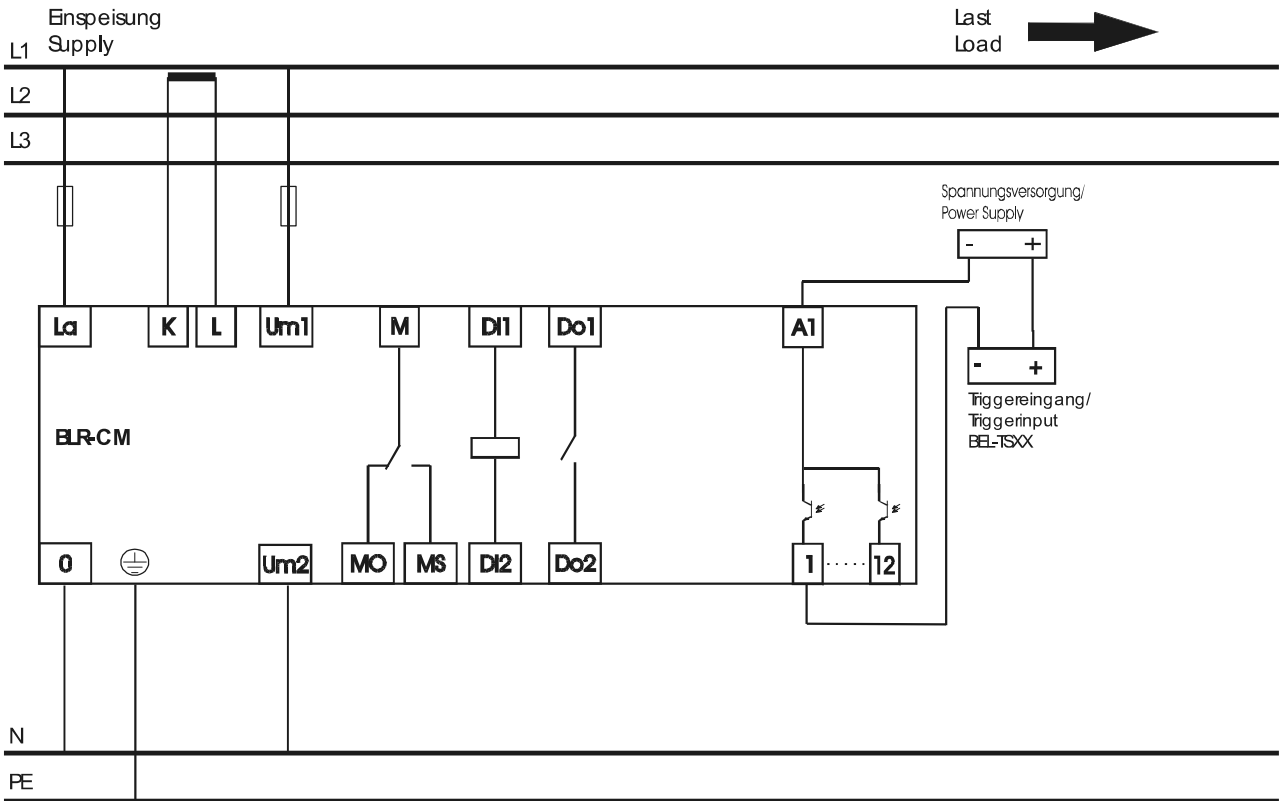 Einspeisung
Supply
Last
Load
L1
L2
L3
Spannungsversorgung/
Power Supply
- +
La K L Um1 M DI1 Do1 A1
- +
Triggereingang/
Triggerinput
BEL-TSXX
BLR-CM
0 Um2 MO MS DI2 Do2 1 ..... 12
N
PE